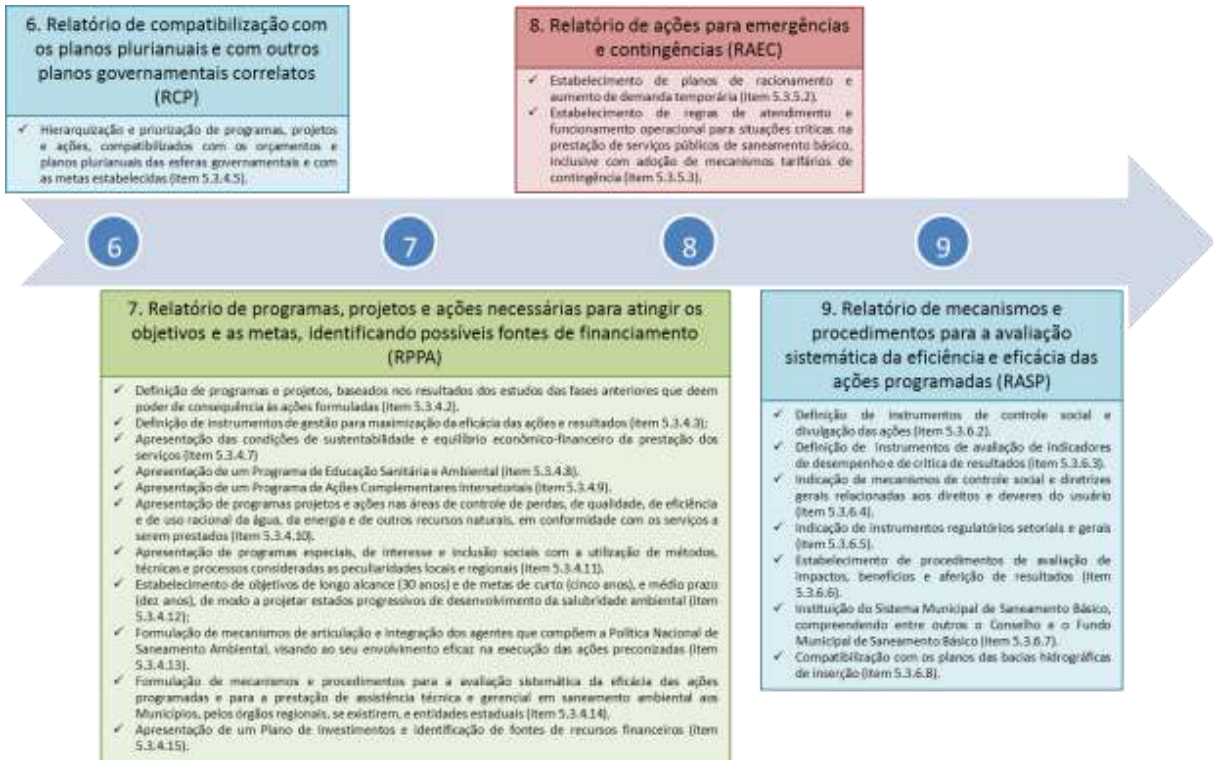 6. Relatório de compatibilização com
os planos plurianuais e com outros
planos governamentais correlatos
(RCP)
✓ Hierarquização e priorização de programas, projetos
e ações, compatibilizados com os orçamentos e
planos plurianuais das esferas governamentais e com
as metas estabelecidas (Item 5.3.4.5).
8. Relatório de ações para emergências
e contingências (RAEC)
✓ Estabelecimento de planos de racionamento e
aumento de demanda temporária (Item 5.3.5.2).
✓ Estabelecimento de regras de atendimento e
funcionamento operacional para situações críticas na
prestação de serviços públicos de saneamento básico,
inclusive com adoção de mecanismos tarifários de
contingência (Item 5.3.5.3).
6
7
8
9
7. Relatório de programas, projetos e ações necessárias para atingir os
objetivos e as metas, identificando possíveis fontes de financiamento
(RPPA)
✓ Definição de programas e projetos, baseados nos resultados dos estudos das fases anteriores que deem
poder de consequência às ações formuladas (Item 5.3.4.2).
✓ Definição de instrumentos de gestão para maximização da eficácia das ações e resultados (Item 5.3.4.3);
✓ Apresentação das condições de sustentabilidade e equilíbrio econômico-financeiro da prestação dos
serviços (Item 5.3.4.7)
✓ Apresentação de um Programa de Educação Sanitária e Ambiental (Item 5.3.4.8).
✓ Apresentação de um Programa de Ações Complementares Intersetoriais (Item 5.3.4.9).
✓ Apresentação de programas projetos e ações nas áreas de controle de perdas, de qualidade, de eficiência
e de uso racional da água, da energia e de outros recursos naturais, em conformidade com os serviços a
serem prestados (Item 5.3.4.10).
✓ Apresentação de programas especiais, de interesse e inclusão sociais com a utilização de métodos,
técnicas e processos consideradas as peculiaridades locais e regionais (Item 5.3.4.11).
✓ Estabelecimento de objetivos de longo alcance (30 anos) e de metas de curto (cinco anos), e médio prazo
(dez anos), de modo a projetar estados progressivos de desenvolvimento da salubridade ambiental (Item
5.3.4.12);
✓ Formulação de mecanismos de articulação e integração dos agentes que compõem a Política Nacional de
Saneamento Ambiental, visando ao seu envolvimento eficaz na execução das ações preconizadas (Item
5.3.4.13).
✓ Formulação de mecanismos e procedimentos para a avaliação sistemática da eficácia das ações
programadas e para a prestação de assistência técnica e gerencial em saneamento ambiental aos
Municípios, pelos órgãos regionais, se existirem, e entidades estaduais (Item 5.3.4.14).
✓ Apresentação de um Plano de Investimentos e identificação de fontes de recursos financeiros (Item
5.3.4.15).
9. Relatório de mecanismos e
procedimentos para a avaliação
sistemática da eficiência e eficácia das
ações programadas (RASP)
✓ Definição de instrumentos de controle social e
divulgação das ações (Item 5.3.6.2).
✓ Definição de instrumentos de avaliação de indicadores
de desempenho e de crítica de resultados (Item 5.3.6.3).
✓ Indicação de mecanismos de controle social e diretrizes
gerais relacionadas aos direitos e deveres do usuário
(Item 5.3.6.4).
✓ Indicação de instrumentos regulatórios setoriais e gerais
(Item 5.3.6.5).
✓ Estabelecimento de procedimentos de avaliação de
impactos, benefícios e aferição de resultados (Item
5.3.6.6).
✓ Instituição do Sistema Municipal de Saneamento Básico,
compreendendo entre outros o Conselho e o Fundo
Municipal de Saneamento Básico (Item 5.3.6.7).
✓ Compatibilização com os planos das bacias hidrográficas
de inserção (Item 5.3.6.8).